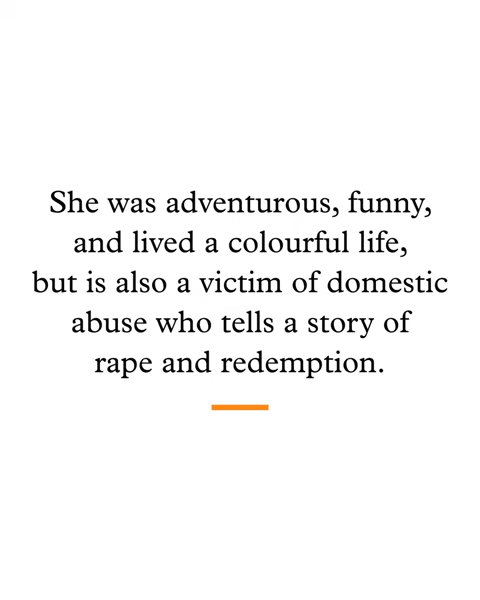 She was adventurous, funny,
and lived a colourful life,
but is also a victim of domestic
abuse who tells a story of
rape and redemption.